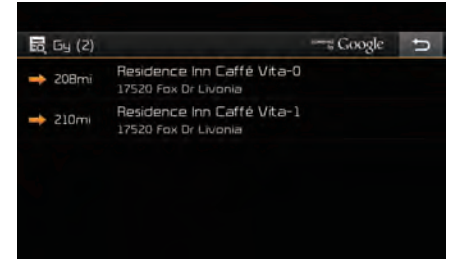 Gy (2)
Google
208mi
Residence Inn Caffé Vita-0
17520 Fox Dr Livonia
210mi
Residence Inn Caffé Vita-1
17520 Fox Dr Livonia